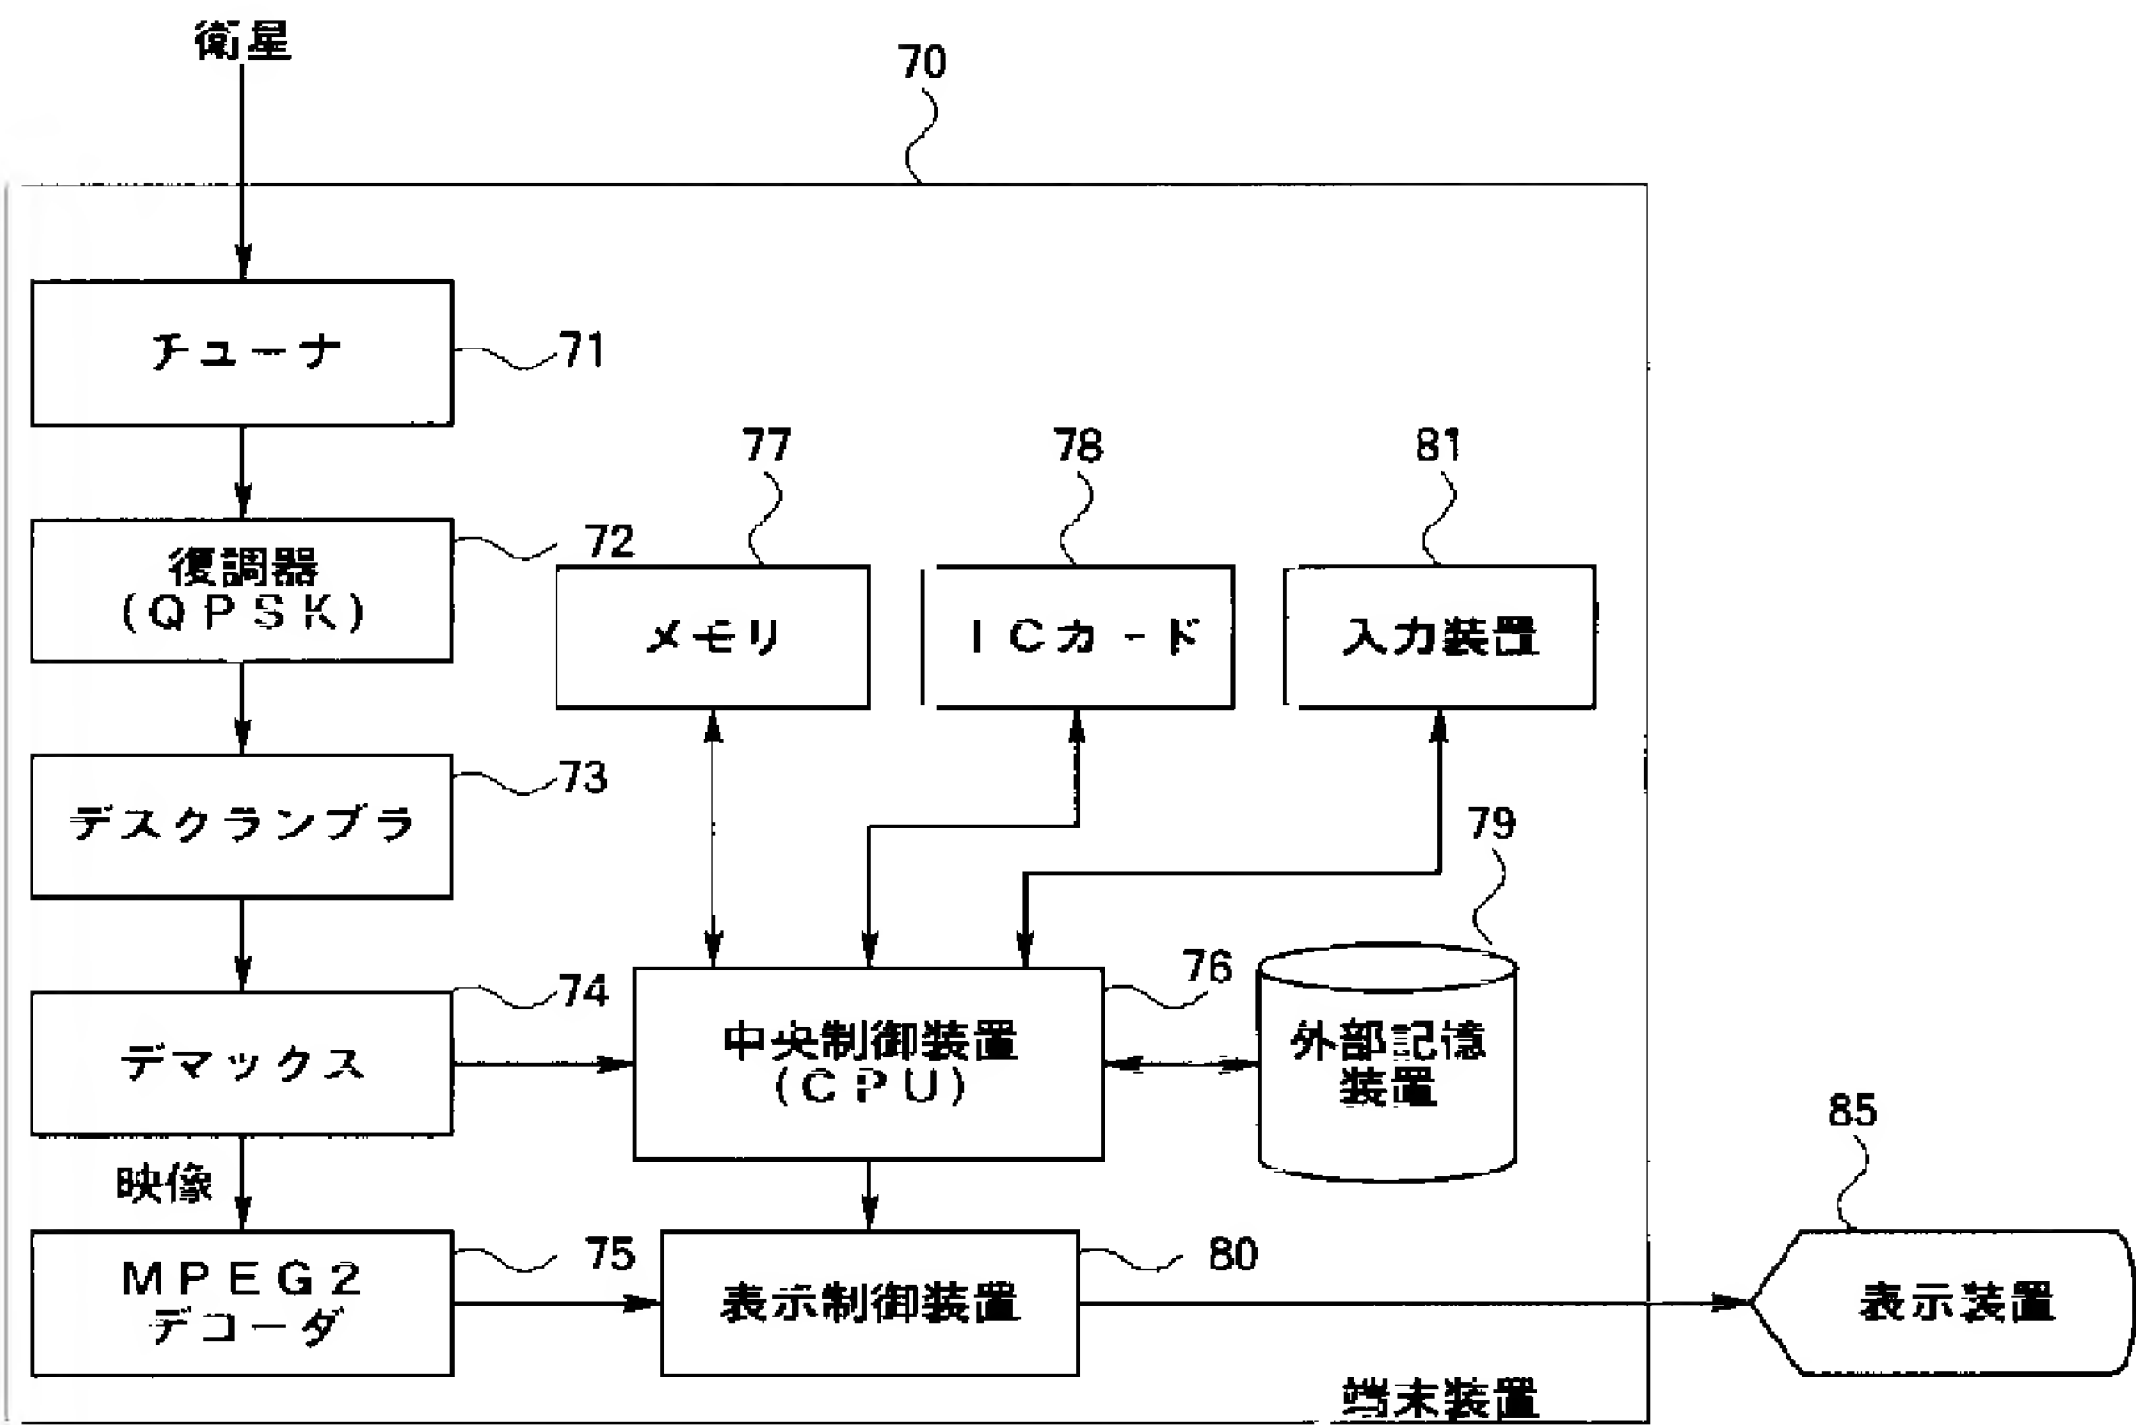 衛星
70
チューナ
71
77
78
81
復調器
(QPSK)
72
メモリ
ICカード
入力装置
デスクランブラ
73
79
デマックス
74
中央制御装置
(CPU)
76
外部記憶
装置
映像
85
MPEG2
デコーダ
75
表示制御装置
80
表示装置
端末装置